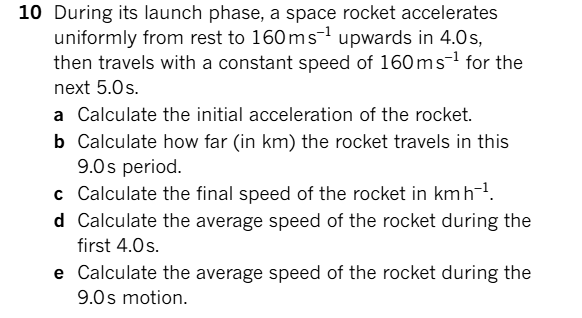 10 During its launch phase, a space rocket accelerates
uniformly from rest to 160 m s⁻¹ upwards in 4.0 s,
then travels with a constant speed of 160 m s⁻¹ for the
next 5.0 s.
a Calculate the initial acceleration of the rocket.
b Calculate how far (in km) the rocket travels in this
9.0 s period.
c Calculate the final speed of the rocket in km h⁻¹.
d Calculate the average speed of the rocket during the
first 4.0 s.
e Calculate the average speed of the rocket during the
9.0 s motion.